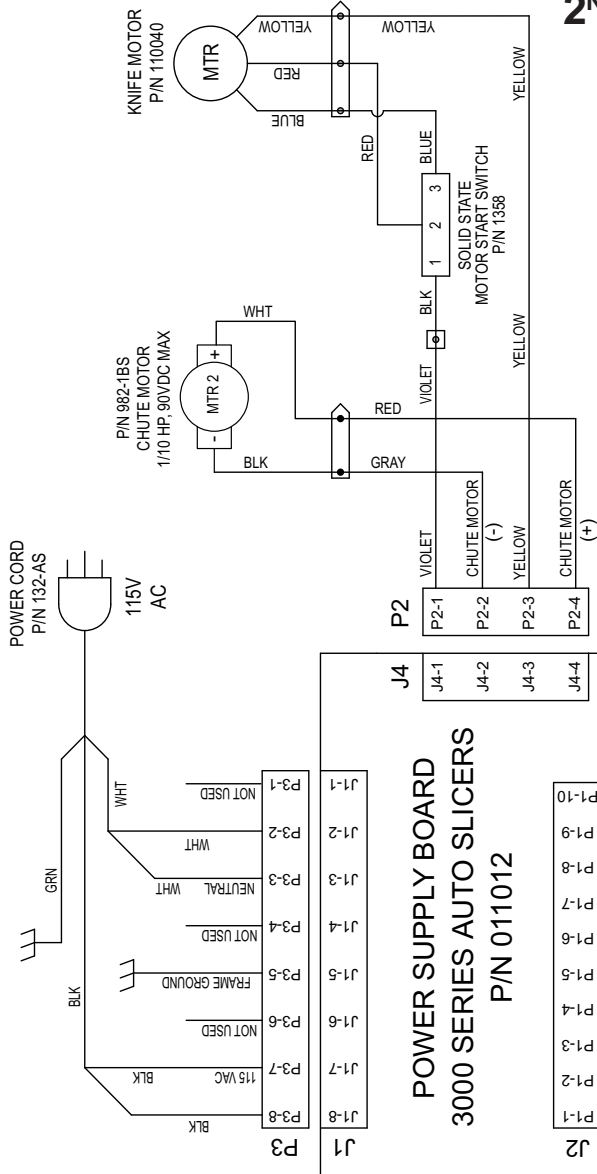 2N
POWER CORD
P/N 132-AS
115V
AC
GRN
BLK
WHT
WHT
WHT
BLK
BLK
NOT USED
NEUTRAL
NOT USED
FRAME GROUND
NOT USED
115 VAC
P3
P3-8
P3-7
P3-6
P3-5
P3-4
P3-3
P3-2
P3-1
J1
J1-8
J1-7
J1-6
J1-5
J1-4
J1-3
J1-2
J1-1
POWER SUPPLY BOARD
3000 SERIES AUTO SLICERS
P/N 011012
J2
P1-1
P1-2
P1-3
P1-4
P1-5
P1-6
P1-7
P1-8
P1-9
P1-10
J4
J4-1
J4-2
J4-3
J4-4
P2
P2-1
P2-2
P2-3
P2-4
VIOLET
CHUTE MOTOR
(-)
YELLOW
CHUTE MOTOR
(+)
P/N 982-1BS
CHUTE MOTOR
1/10 HP, 90VDC MAX
-
MTR 2
+
BLK
WHT
GRAY
RED
VIOLET
BLK
1
2
3
SOLID STATE
MOTOR START SWITCH
P/N 1358
BLUE
RED
YELLOW
YELLOW
KNIFE MOTOR
P/N 110040
MTR
BLUE
RED
YELLOW
YELLOW